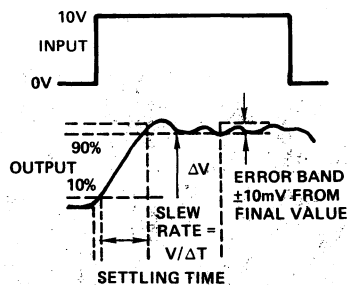 10V
INPUT
0V
90%
OUTPUT
10%
ΔV
SLEW
RATE =
V/ΔT
ERROR BAND
±10mV FROM
FINAL VALUE
SETTLING TIME